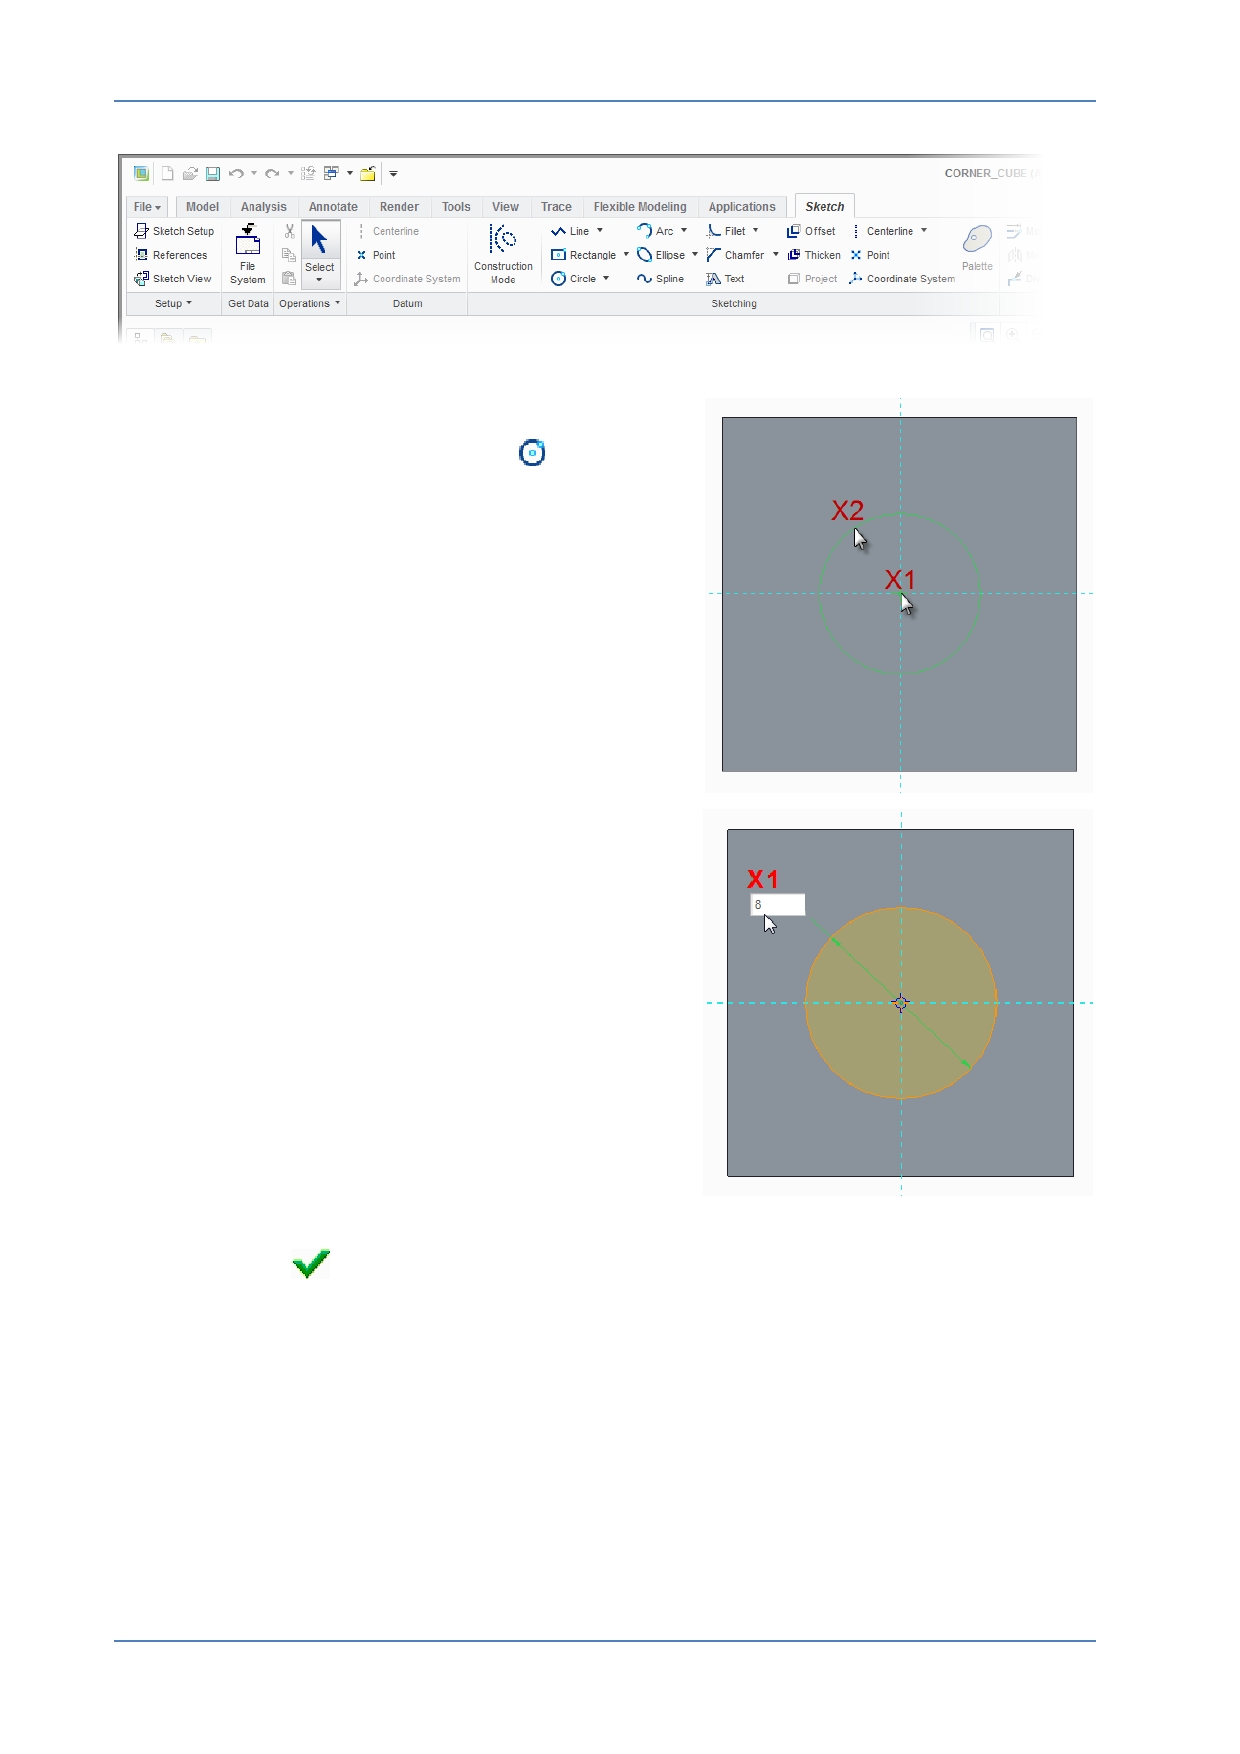 CORNER_CUBE
File Model Analysis Annotate Render Tools View Trace Flexible Modeling Applications Sketch
Sketch Setup
References
Sketch View
Setup
File
System
Get Data
Select
Operations
Centerline
Point
Coordinate System
Datum
Construction
Mode
Line Arc Fillet Offset Centerline
Rectangle Ellipse Chamfer Thicken Point
Circle Spline Text Project Coordinate System
Palette
Sketching
X2
X1
X1
8